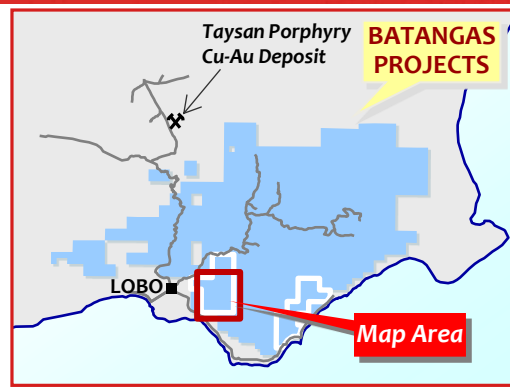 Taysan Porphyry
Cu-Au Deposit
BATANGAS
PROJECTS
LOBO
Map Area